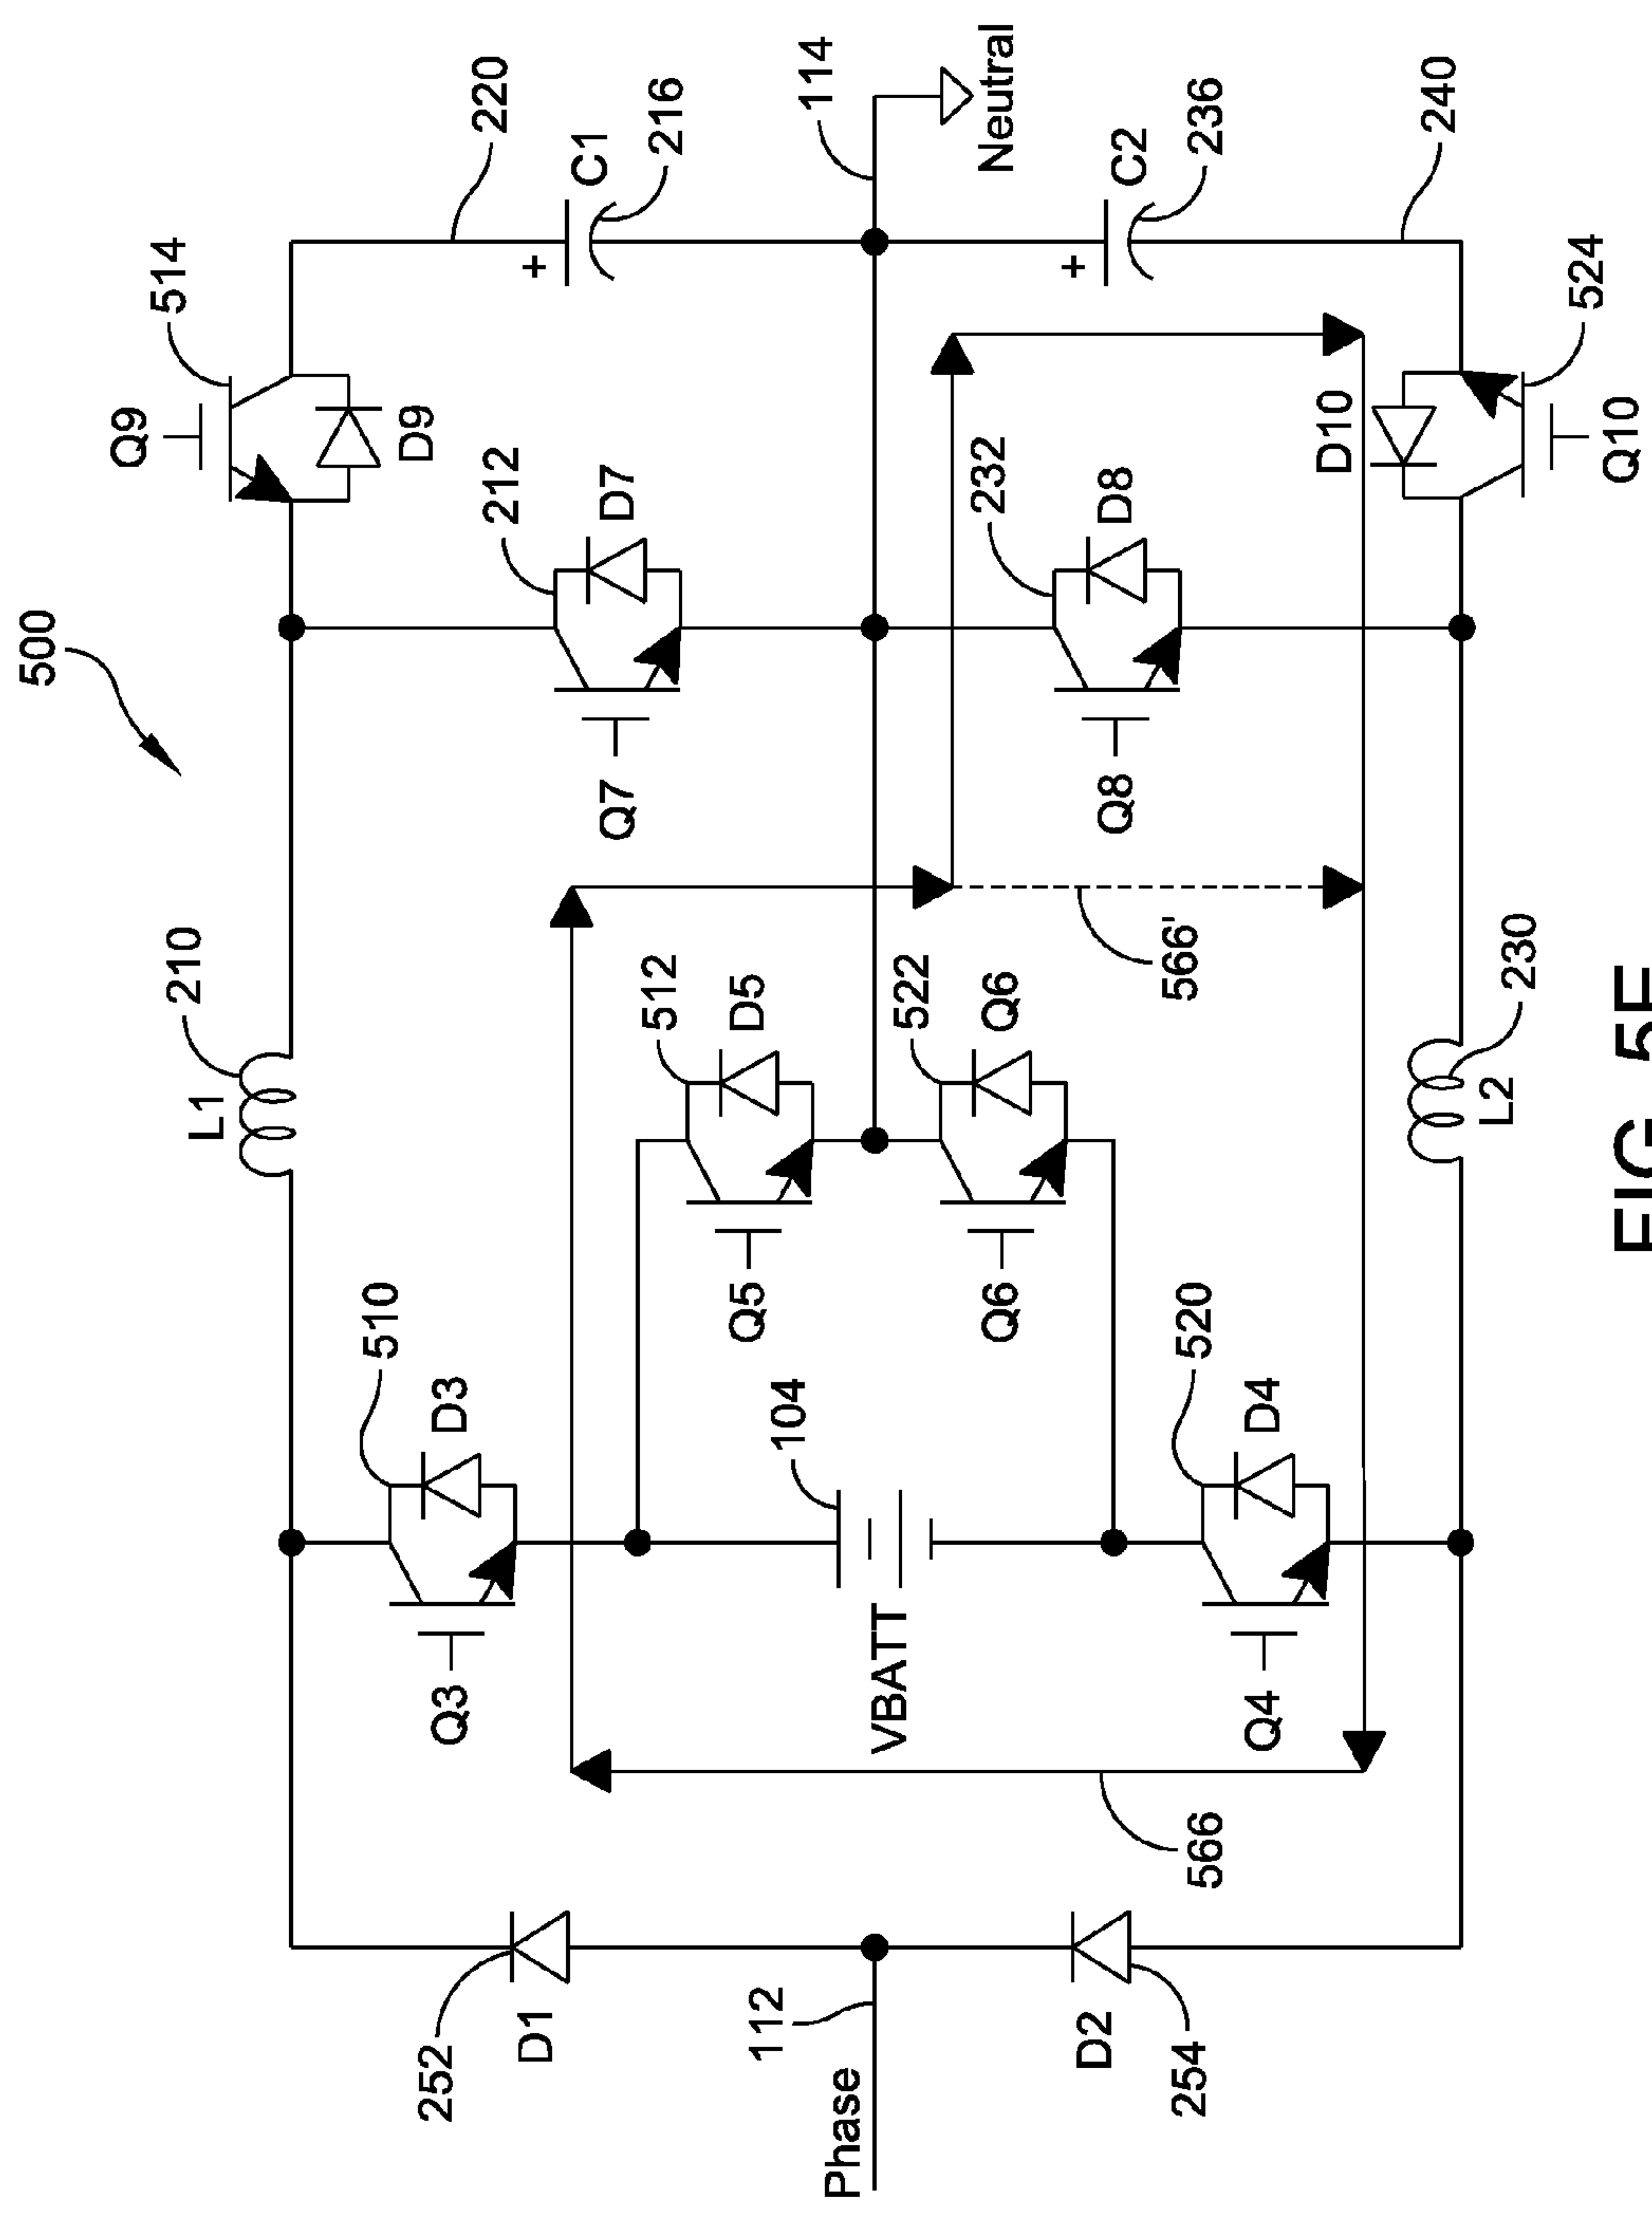 500
Q9
514
210
L1
510
D9
220
252
Q3
D3
212
D1
+
C1
Q7
D7
512
216
Q5
D5
112
104
114
Phase
VBATT
522
232
Neutral
Q6
Q6
+
C2
D2
Q8
D8
566'
254
520
566
236
Q4
D4
D10
240
L2
230
524
Q10
FIG